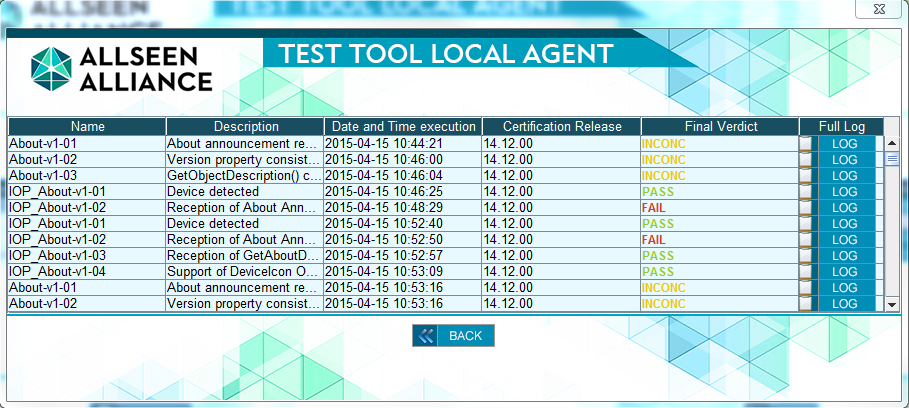 ALLSEEN
ALLIANCE
TEST TOOL LOCAL AGENT
ALLSEEN
ALLIANCE
TEST TOOL LOCAL AGENT
Name Description Date and Time execution Certification Release Final Verdict Full Log
About-v1-01 About announcement re... 2015-04-15 10:44:21 14.12.00 INCONC LOG
About-v1-02 Version property consist... 2015-04-15 10:46:00 14.12.00 INCONC LOG
About-v1-03 GetObjectDescription() c... 2015-04-15 10:46:04 14.12.00 INCONC LOG
IOP_About-v1-01 Device detected 2015-04-15 10:46:25 14.12.00 PASS LOG
IOP_About-v1-02 Reception of About Ann... 2015-04-15 10:48:29 14.12.00 FAIL LOG
IOP_About-v1-01 Device detected 2015-04-15 10:52:40 14.12.00 PASS LOG
IOP_About-v1-02 Reception of About Ann... 2015-04-15 10:52:50 14.12.00 FAIL LOG
IOP_About-v1-03 Reception of GetAboutD... 2015-04-15 10:52:57 14.12.00 PASS LOG
IOP_About-v1-04 Support of DeviceIcon O... 2015-04-15 10:53:09 14.12.00 PASS LOG
About-v1-01 About announcement re... 2015-04-15 10:53:16 14.12.00 INCONC LOG
About-v1-02 Version property consist... 2015-04-15 10:53:16 14.12.00 INCONC LOG
BACK